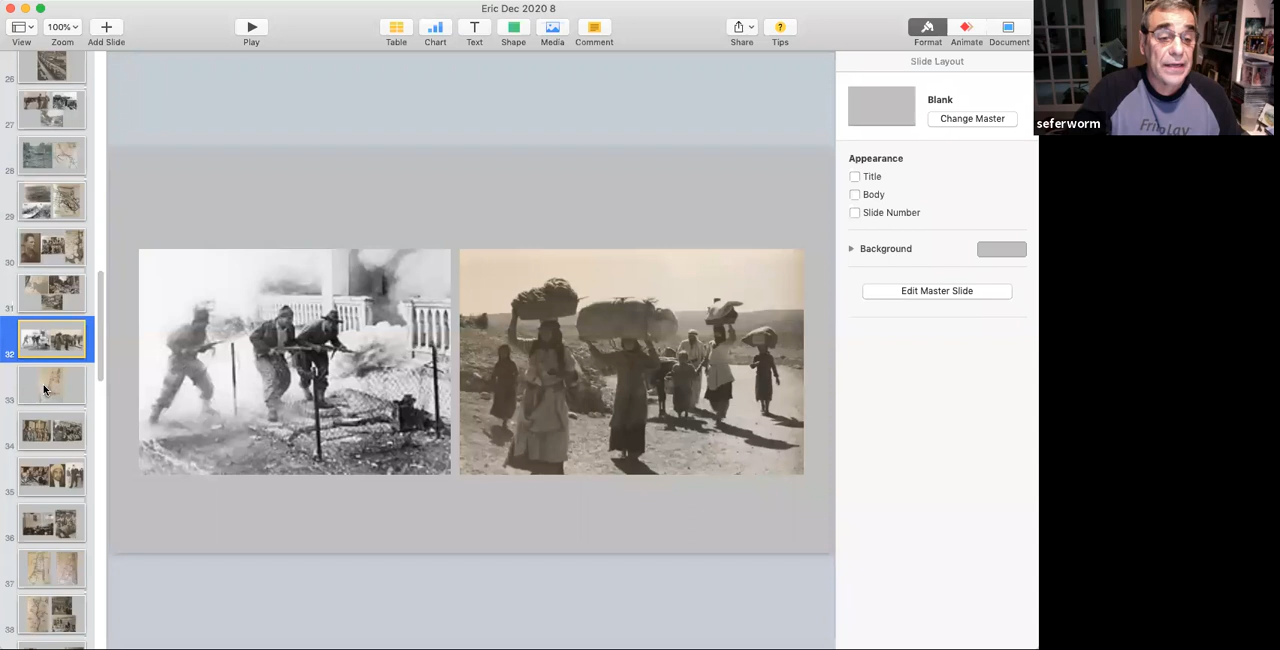 Eric Dec 2020 8
100%
View
Zoom
Add Slide
Play
Table
Chart
Text
Shape
Media
Comment
Share
Tips
Format
Animate
Document
Slide Layout
Blank
Change Master
Appearance
Title
Body
Slide Number
Background
Edit Master Slide
26
27
28
29
30
31
32
33
34
35
36
37
38
seferworm